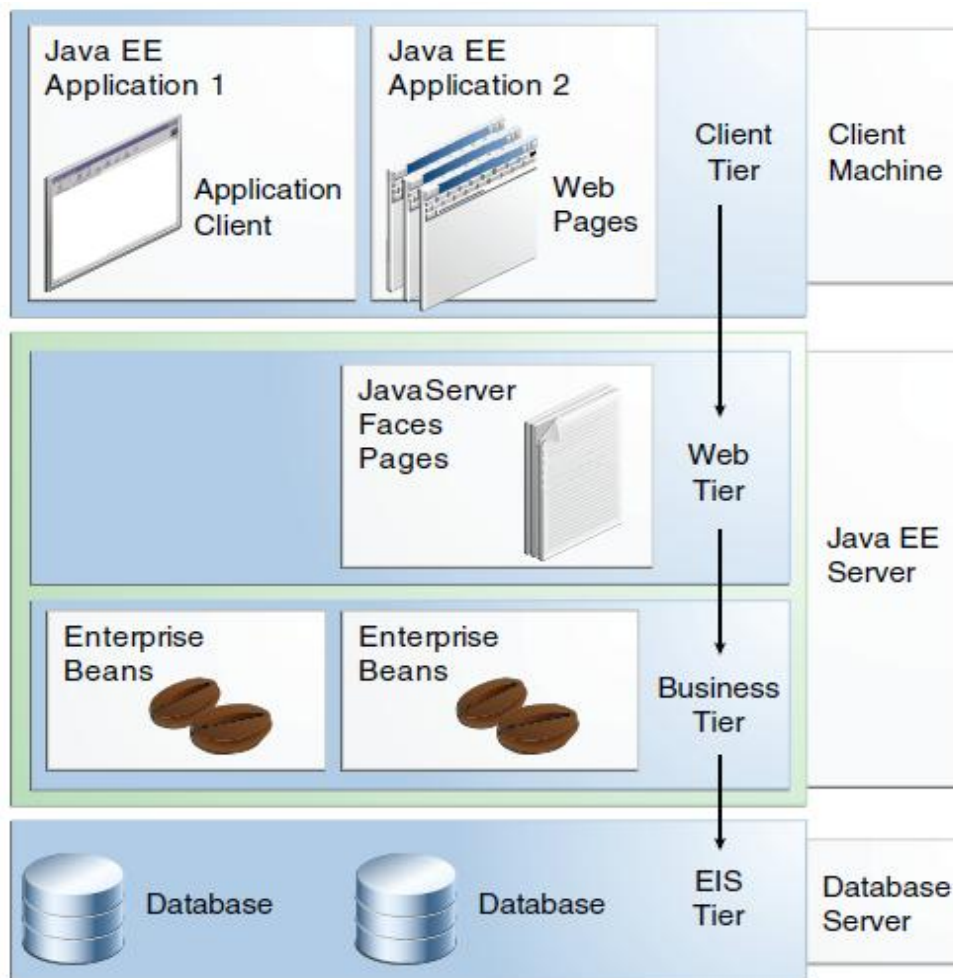 Java EE
Application 1
Application
Client
Java EE
Application 2
Web
Pages
Client
Tier
Client
Machine
JavaServer
Faces
Pages
Web
Tier
Java EE
Server
Enterprise
Beans
Enterprise
Beans
Business
Tier
Database
Database
EIS
Tier
Database
Server